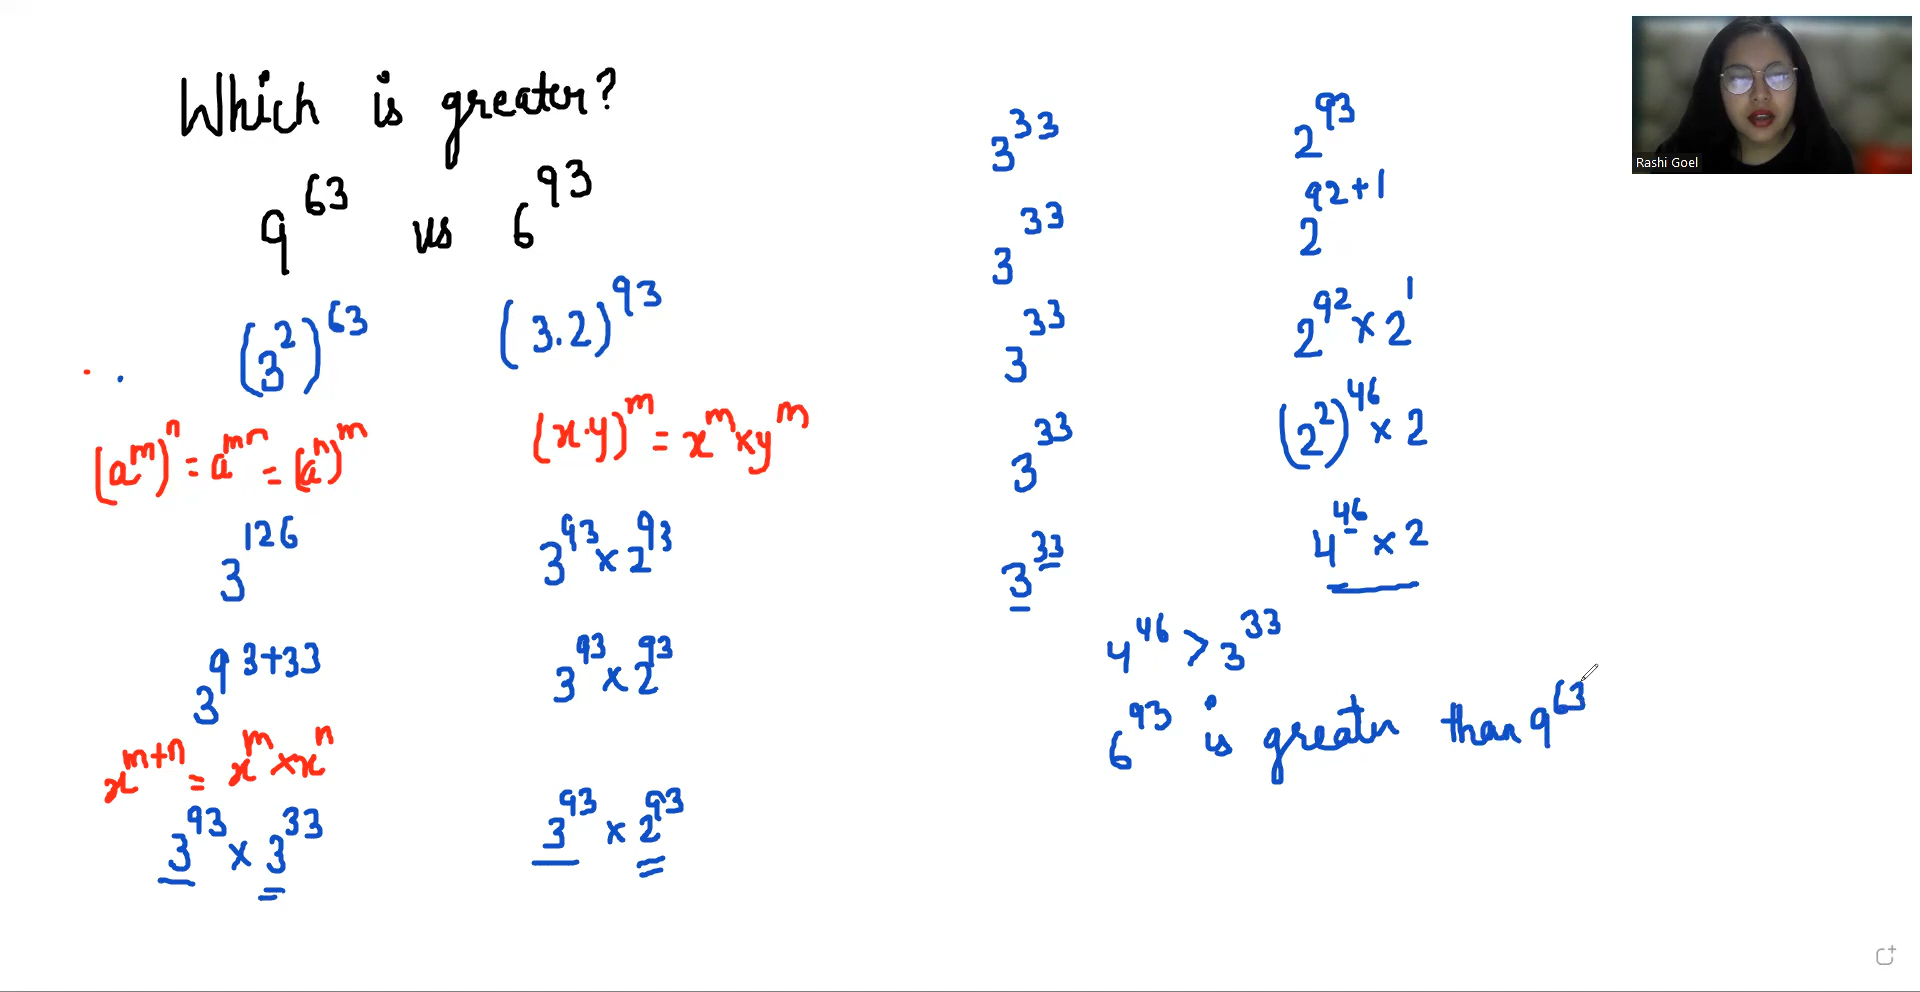 Which is greater?
9^63 vs 6^93
(3^2)^63 (3.2)^93
(a^m)^n = a^mn = (a^n)^m (x.y)^m = x^m × y^m
3^126 3^93 × 2^93
3^93+33 3^93 × 2^93
x^m+n = x^m × x^n
3^93 × 3^33 3^93 × 2^93
3^33 2^93
3^33 2^92+1
3^33 2^92 × 2^1
3^33 (2^2)^46 × 2
3^33 4^46 × 2
4^46 > 3^33
6^93 is greater than 9^63
Rashi Goel